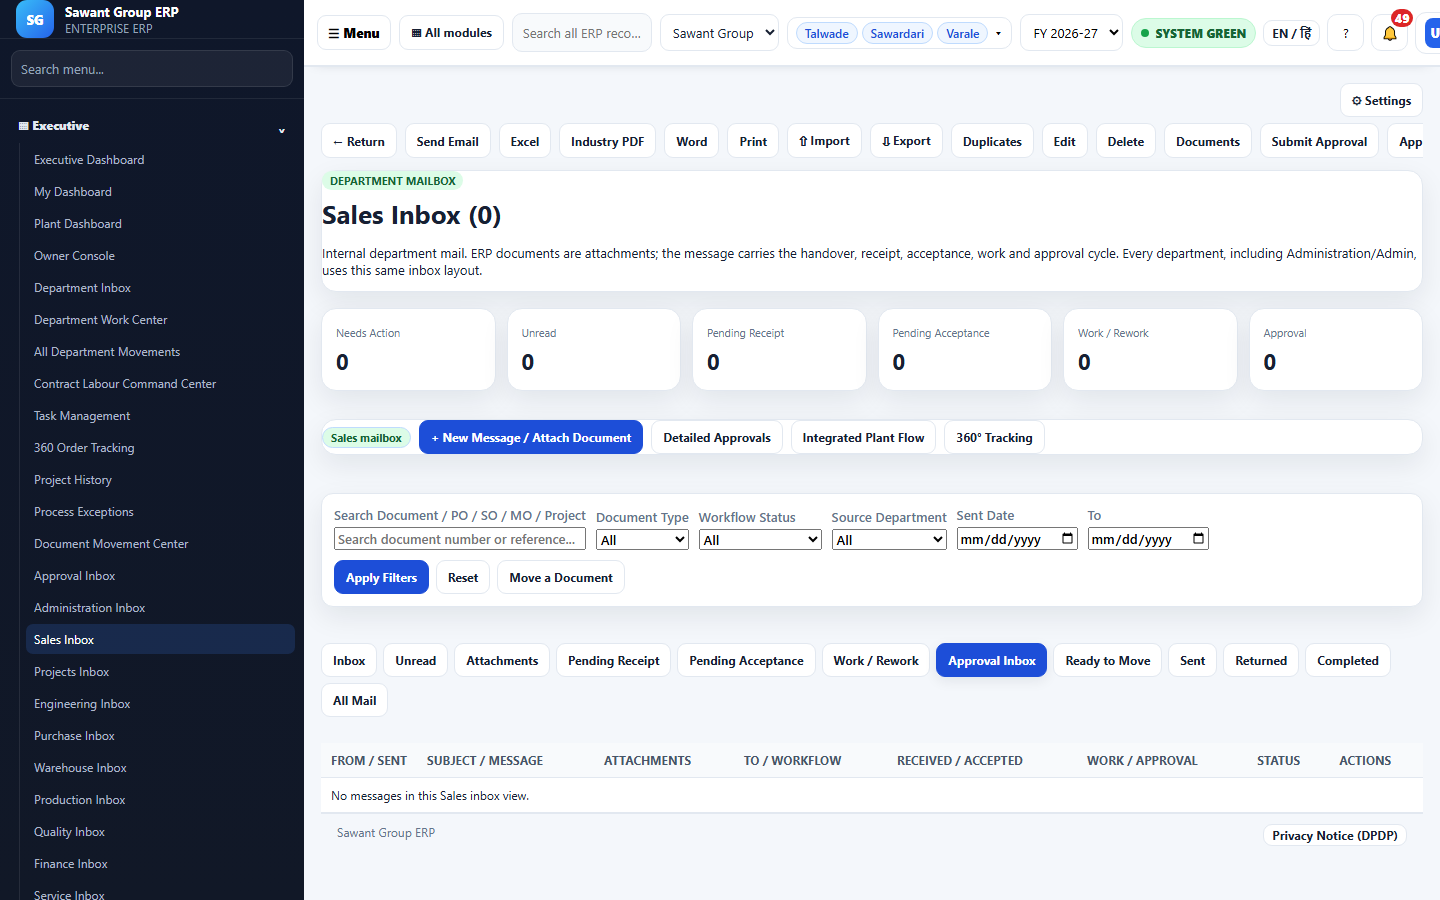 SG
Sawant Group ERP
ENTERPRISE ERP
Search menu...
Executive
Executive Dashboard
My Dashboard
Plant Dashboard
Owner Console
Department Inbox
Department Work Center
All Department Movements
Contract Labour Command Center
Task Management
360 Order Tracking
Project History
Process Exceptions
Document Movement Center
Approval Inbox
Administration Inbox
Sales Inbox
Projects Inbox
Engineering Inbox
Purchase Inbox
Warehouse Inbox
Production Inbox
Quality Inbox
Finance Inbox
Service Inbox
☰ Menu
All modules
Search all ERP reco...
Sawant Group
Talwade Sawardari Varale
FY 2026-27
SYSTEM GREEN
EN / हिं
?
49
U
⚙ Settings
← Return
Send Email
Excel
Industry PDF
Word
Print
⇧ Import
⇩ Export
Duplicates
Edit
Delete
Documents
Submit Approval
App
DEPARTMENT MAILBOX
Sales Inbox (0)
Internal department mail. ERP documents are attachments; the message carries the handover, receipt, acceptance, work and approval cycle. Every department, including Administration/Admin,
uses this same inbox layout.
Needs Action
0
Unread
0
Pending Receipt
0
Pending Acceptance
0
Work / Rework
0
Approval
0
Sales mailbox
+ New Message / Attach Document
Detailed Approvals
Integrated Plant Flow
360° Tracking
Search Document / PO / SO / MO / Project
Search document number or reference...
Document Type
All
Workflow Status
All
Source Department
All
Sent Date
mm/dd/yyyy
To
mm/dd/yyyy
Apply Filters
Reset
Move a Document
Inbox
Unread
Attachments
Pending Receipt
Pending Acceptance
Work / Rework
Approval Inbox
Ready to Move
Sent
Returned
Completed
All Mail
FROM / SENT SUBJECT / MESSAGE ATTACHMENTS TO / WORKFLOW RECEIVED / ACCEPTED WORK / APPROVAL STATUS ACTIONS
No messages in this Sales inbox view.
Sawant Group ERP
Privacy Notice (DPDP)